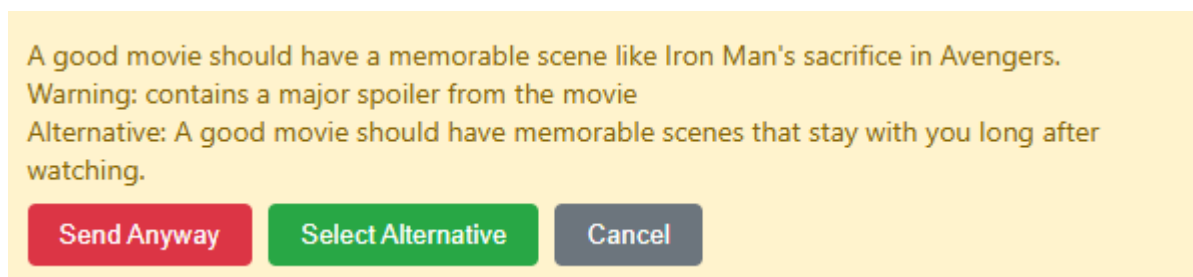 A good movie should have a memorable scene like Iron Man's sacrifice in Avengers.
Warning: contains a major spoiler from the movie
Alternative: A good movie should have memorable scenes that stay with you long after
watching.
Send Anyway Select Alternative Cancel